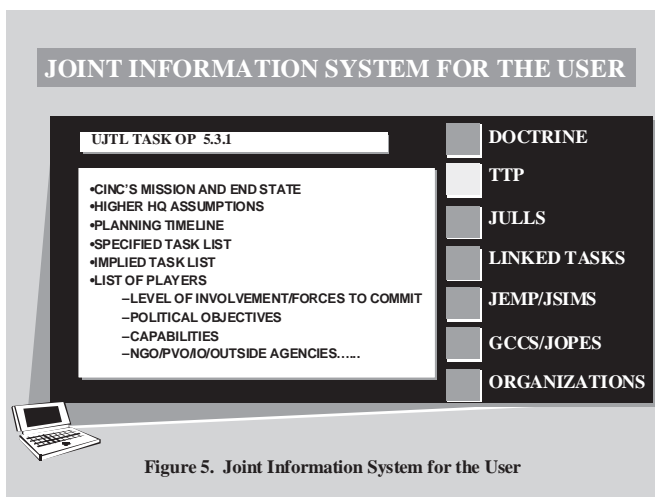 JOINT INFORMATION SYSTEM FOR THE USER
UJTL TASK OP 5.3.1
•CINC'S MISSION AND END STATE
•HIGHER HQ ASSUMPTIONS
•PLANNING TIMELINE
•SPECIFIED TASK LIST
•IMPLIED TASK LIST
•LIST OF PLAYERS
–LEVEL OF INVOLVEMENT/FORCES TO COMMIT
–POLITICAL OBJECTIVES
–CAPABILITIES
–NGO/PVO/IO/OUTSIDE AGENCIES......
DOCTRINE
TTP
JULLS
LINKED TASKS
JEMP/JSIMS
GCCS/JOPES
ORGANIZATIONS
Figure 5. Joint Information System for the User